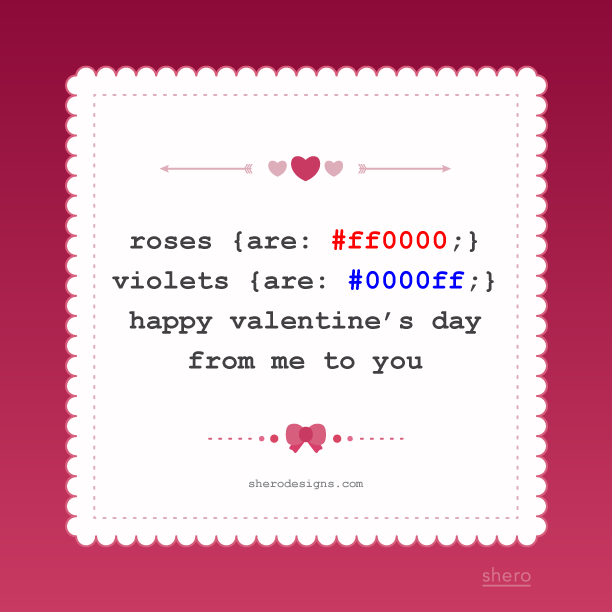 roses {are: #ff0000;}
violets {are: #0000ff;}
happy valentine’s day
from me to you
sherodesigns.com
shero